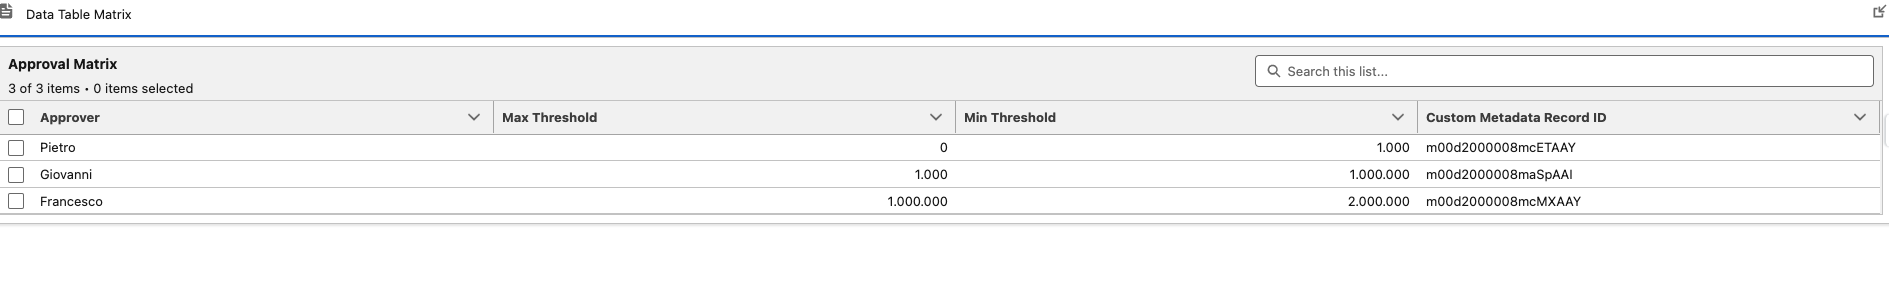 Data Table Matrix
Approval Matrix
Search this list...
3 of 3 items • 0 items selected
Approver Max Threshold Min Threshold Custom Metadata Record ID
Pietro 0 1.000 m00d2000008mcETAAY
Giovanni 1.000 1.000.000 m00d2000008maSpAAI
Francesco 1.000.000 2.000.000 m00d2000008mcMXAAY